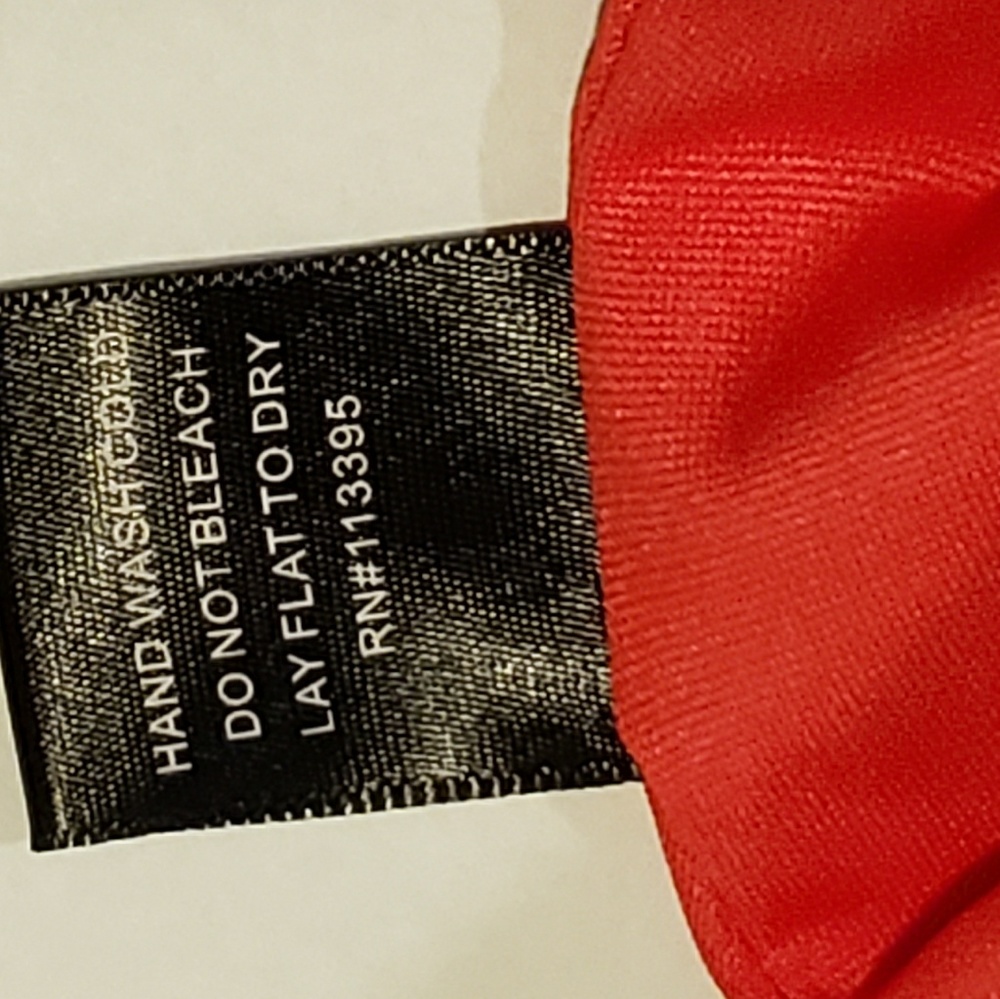 HAND WASH COLD
DO NOT BLEACH
LAY FLAT TO DRY
RN#113395